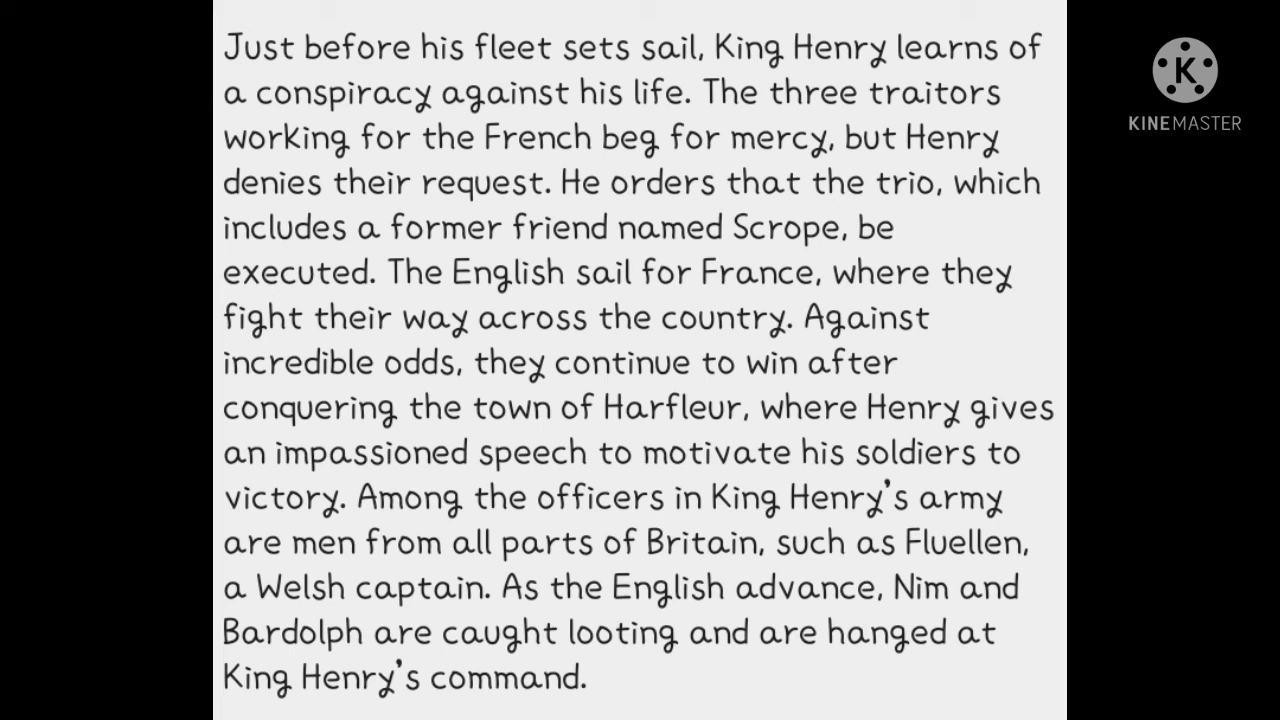 Just before his fleet sets sail, King Henry learns of
a conspiracy against his life. The three traitors
working for the French beg for mercy, but Henry
denies their request. He orders that the trio, which
includes a former friend named Scrope, be
executed. The English sail for France, where they
fight their way across the country. Against
incredible odds, they continue to win after
conquering the town of Harfleur, where Henry gives
an impassioned speech to motivate his soldiers to
victory. Among the officers in King Henry’s army
are men from all parts of Britain, such as Fluellen,
a Welsh captain. As the English advance, Nim and
Bardolph are caught looting and are hanged at
King Henry’s command.
K
KINEMASTER